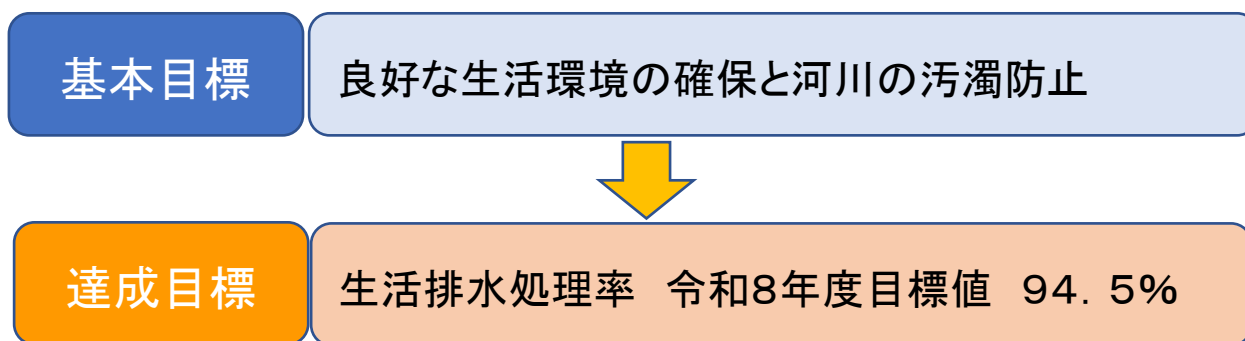 基本目標
良好な生活環境の確保と河川の汚濁防止
達成目標
生活排水処理率　令和8年度目標値　94．5%